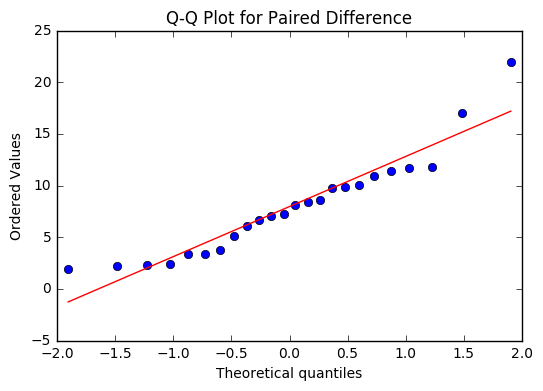 Q-Q Plot for Paired Difference
25
20
15
10
5
0
−5
Ordered Values
−2.0 −1.5 −1.0 −0.5 0.0 0.5 1.0 1.5 2.0
Theoretical quantiles